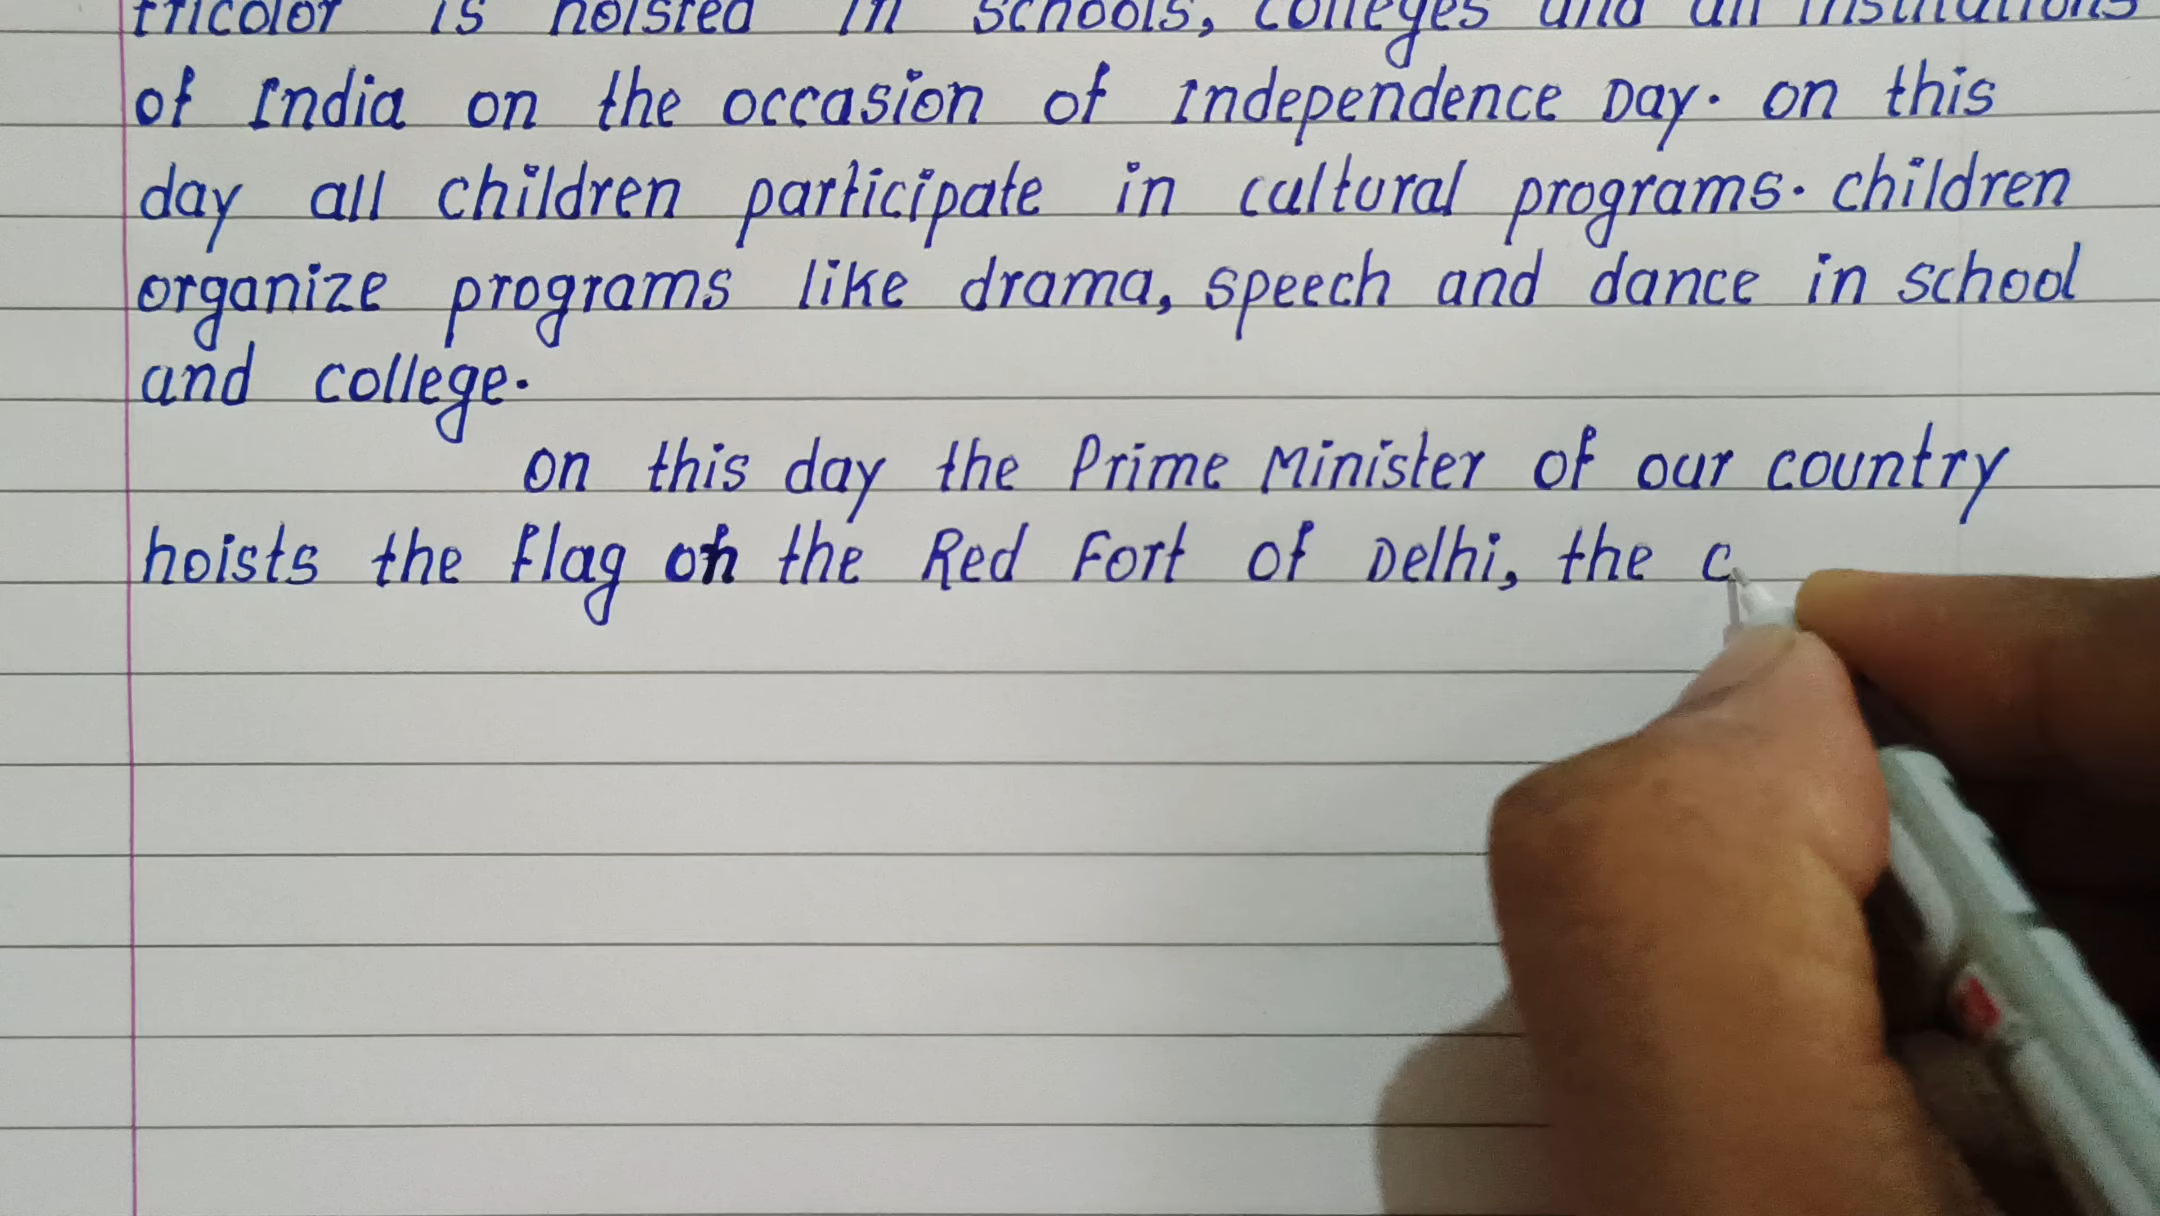 tricolor is hoisted in schools, colleges and all institutions
of India on the occasion of Independence Day. on this
day all children participate in cultural programs. children
organize programs like drama, speech and dance in school
and college.
on this day the Prime Minister of our country
hoists the flag on the Red Fort of Delhi, the c